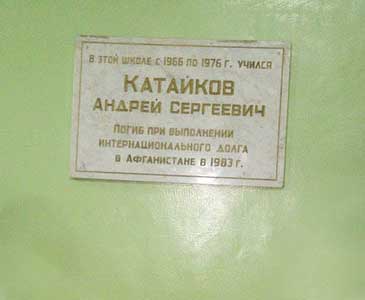 В ЭТОЙ ШКОЛЕ С 1966 ПО 1976 Г. УЧИЛСЯ
КАТАЙКОВ
АНДРЕЙ СЕРГЕЕВИЧ
ПОГИБ ПРИ ВЫПОЛНЕНИИ
ИНТЕРНАЦИОНАЛЬНОГО ДОЛГА
В АФГАНИСТАНЕ В 1983 Г.